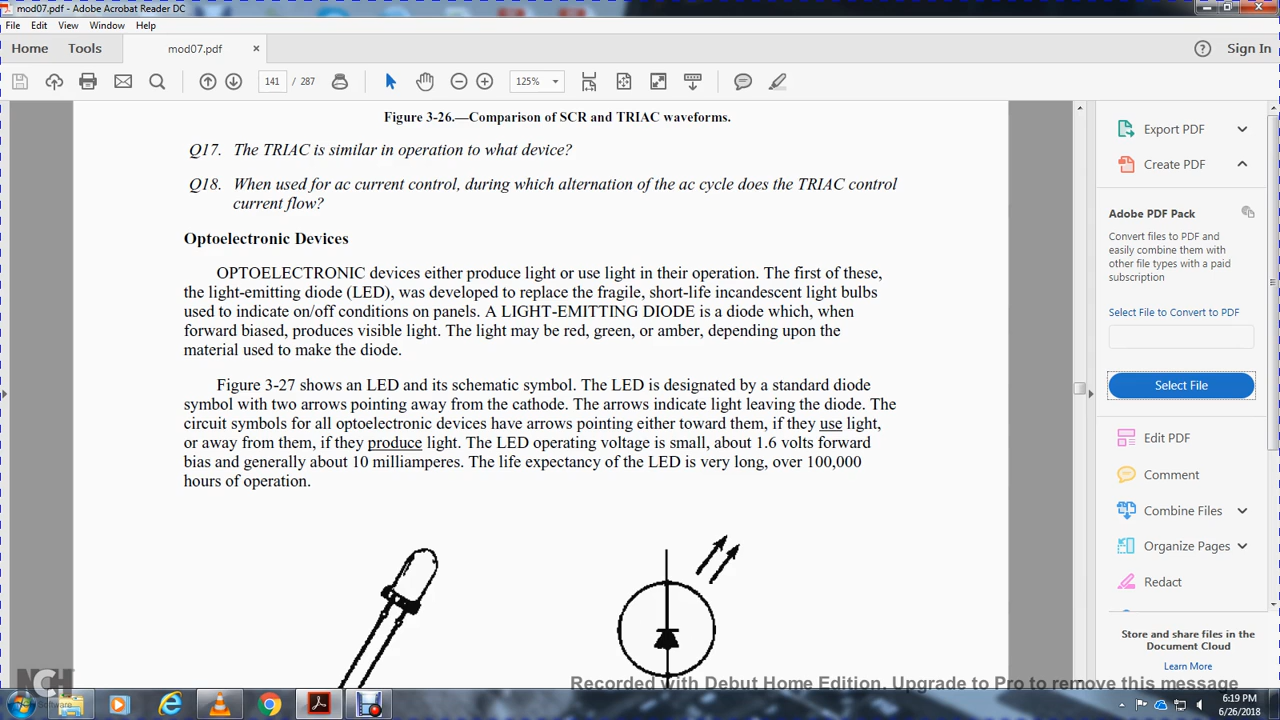 mod07.pdf - Adobe Acrobat Reader DC
File Edit View Window Help
Home Tools mod07.pdf × Sign In
141 / 287 125%
Figure 3-26.—Comparison of SCR and TRIAC waveforms.
Q17. The TRIAC is similar in operation to what device?
Q18. When used for ac current control, during which alternation of the ac cycle does the TRIAC control
current flow?
Optoelectronic Devices
OPTOELECTRONIC devices either produce light or use light in their operation. The first of these,
the light-emitting diode (LED), was developed to replace the fragile, short-life incandescent light bulbs
used to indicate on/off conditions on panels. A LIGHT-EMITTING DIODE is a diode which, when
forward biased, produces visible light. The light may be red, green, or amber, depending upon the
material used to make the diode.
Figure 3-27 shows an LED and its schematic symbol. The LED is designated by a standard diode
symbol with two arrows pointing away from the cathode. The arrows indicate light leaving the diode. The
circuit symbols for all optoelectronic devices have arrows pointing either toward them, if they use light,
or away from them, if they produce light. The LED operating voltage is small, about 1.6 volts forward
bias and generally about 10 milliamperes. The life expectancy of the LED is very long, over 100,000
hours of operation.
Export PDF
Create PDF
Adobe PDF Pack
Convert files to PDF and
easily combine them with
other file types with a paid
subscription
Select File to Convert to PDF
Select File
Edit PDF
Comment
Combine Files
Organize Pages
Redact
Store and share files in the
Document Cloud
Learn More
NCH
Software
Recorded with Debut Home Edition. Upgrade to Pro to remove this message
6:19 PM
6/26/2018